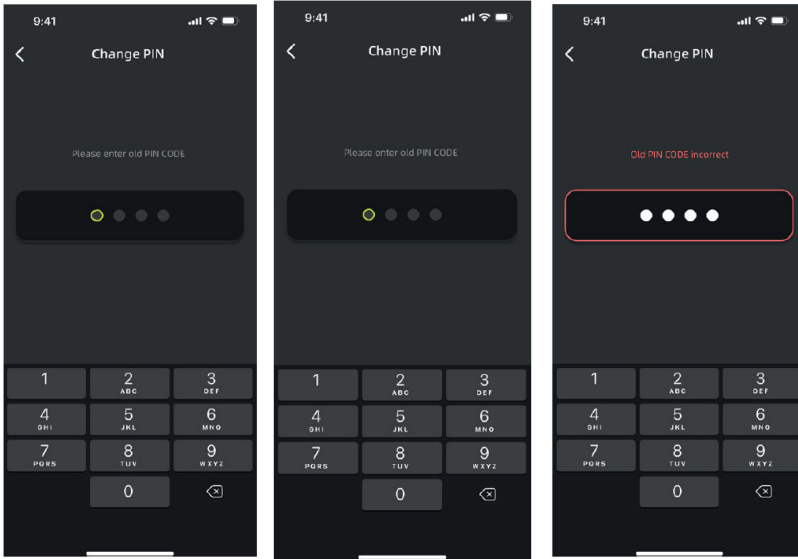 9:41
Change PIN
Please enter old PIN CODE
1
2
ABC
3
DEF
4
GHI
5
JKL
6
MNO
7
PQRS
8
TUV
9
WXYZ
0
9:41
Change PIN
Please enter old PIN CODE
1
2
ABC
3
DEF
4
GHI
5
JKL
6
MNO
7
PQRS
8
TUV
9
WXYZ
0
9:41
Change PIN
Old PIN CODE incorrect
1
2
ABC
3
DEF
4
GHI
5
JKL
6
MNO
7
PQRS
8
TUV
9
WXYZ
0